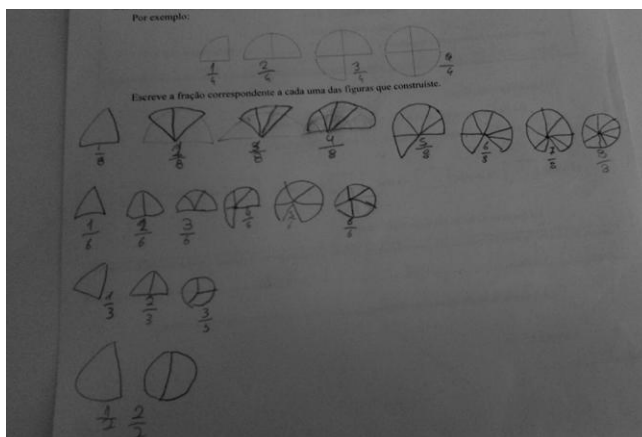 Por exemplo:
1/4 2/4 3/4 4/4
Escreve a fração correspondente a cada uma das figuras que construíste.
1/8 2/8 3/8 4/8 5/8 6/8 7/8 8/8
1/6 2/6 3/6 4/6 5/6 6/6
1/3 2/3 3/3
1/2 2/2